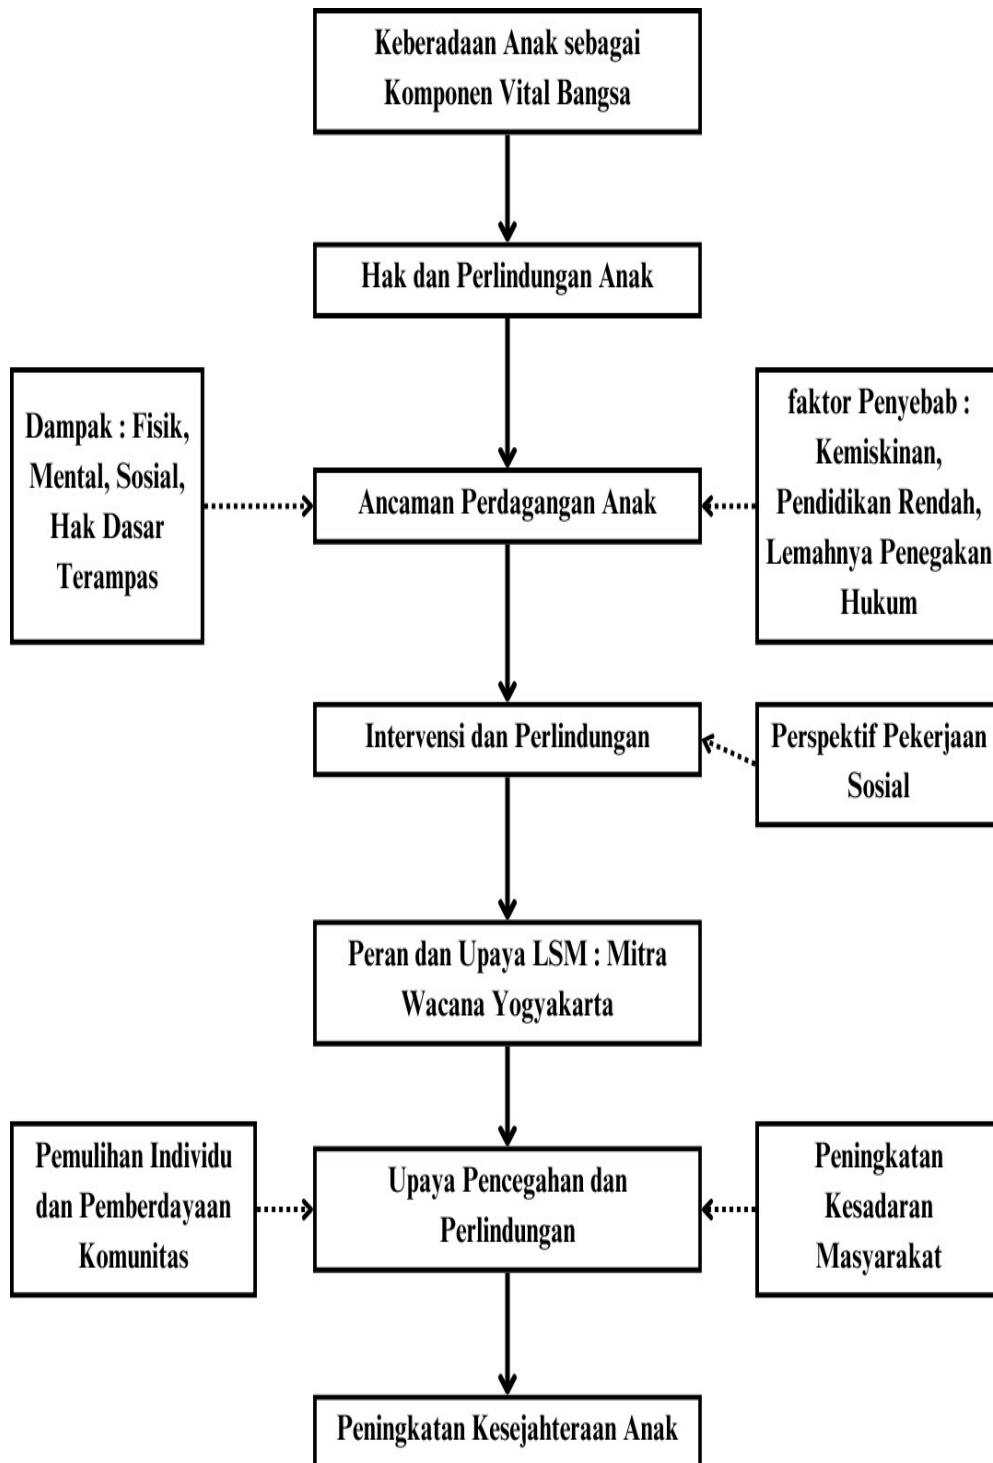 Keberadaan Anak sebagai
Komponen Vital Bangsa
Hak dan Perlindungan Anak
Dampak : Fisik,
Mental, Sosial,
Hak Dasar
Terampas
Ancaman Perdagangan Anak
faktor Penyebab :
Kemiskinan,
Pendidikan Rendah,
Lemahnya Penegakan
Hukum
Intervensi dan Perlindungan
Perspektif Pekerjaan
Sosial
Peran dan Upaya LSM : Mitra
Wacana Yogyakarta
Pemulihan Individu
dan Pemberdayaan
Komunitas
Upaya Pencegahan dan
Perlindungan
Peningkatan
Kesadaran
Masyarakat
Peningkatan Kesejahteraan Anak